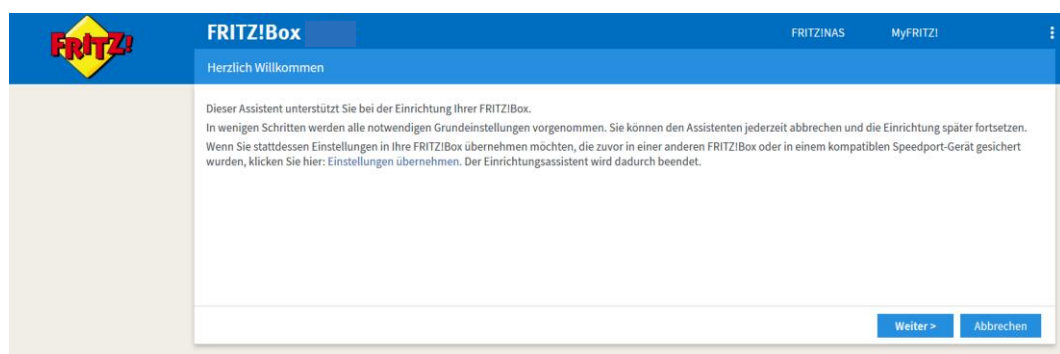 FRITZ!
FRITZ!Box
FRITZ!NAS
MyFRITZ!
Herzlich Willkommen
Dieser Assistent unterstützt Sie bei der Einrichtung Ihrer FRITZ!Box.
In wenigen Schritten werden alle notwendigen Grundeinstellungen vorgenommen. Sie können den Assistenten jederzeit abbrechen und die Einrichtung später fortsetzen.
Wenn Sie stattdessen Einstellungen in Ihre FRITZ!Box übernehmen möchten, die zuvor in einer anderen FRITZ!Box oder in einem kompatiblen Speedport-Gerät gesichert
wurden, klicken Sie hier: Einstellungen übernehmen. Der Einrichtungsassistent wird dadurch beendet.
Weiter >
Abbrechen